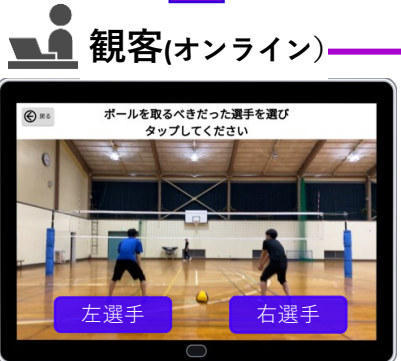 観客(オンライン)
戻る
ボールを取るべきだった選手を選び
タップしてください
左選手
右選手